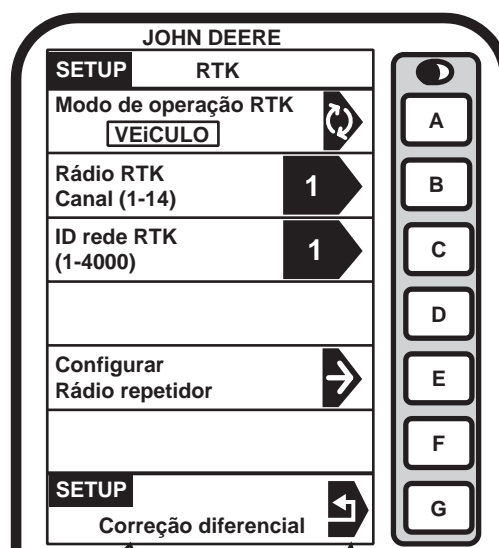 JOHN DEERE
SETUP RTK
Modo de operação RTK
VEiCULO
A
Rádio RTK
Canal (1-14)
1
B
ID rede RTK
(1-4000)
1
C
D
Configurar
Rádio repetidor
E
F
SETUP
Correção diferencial
G